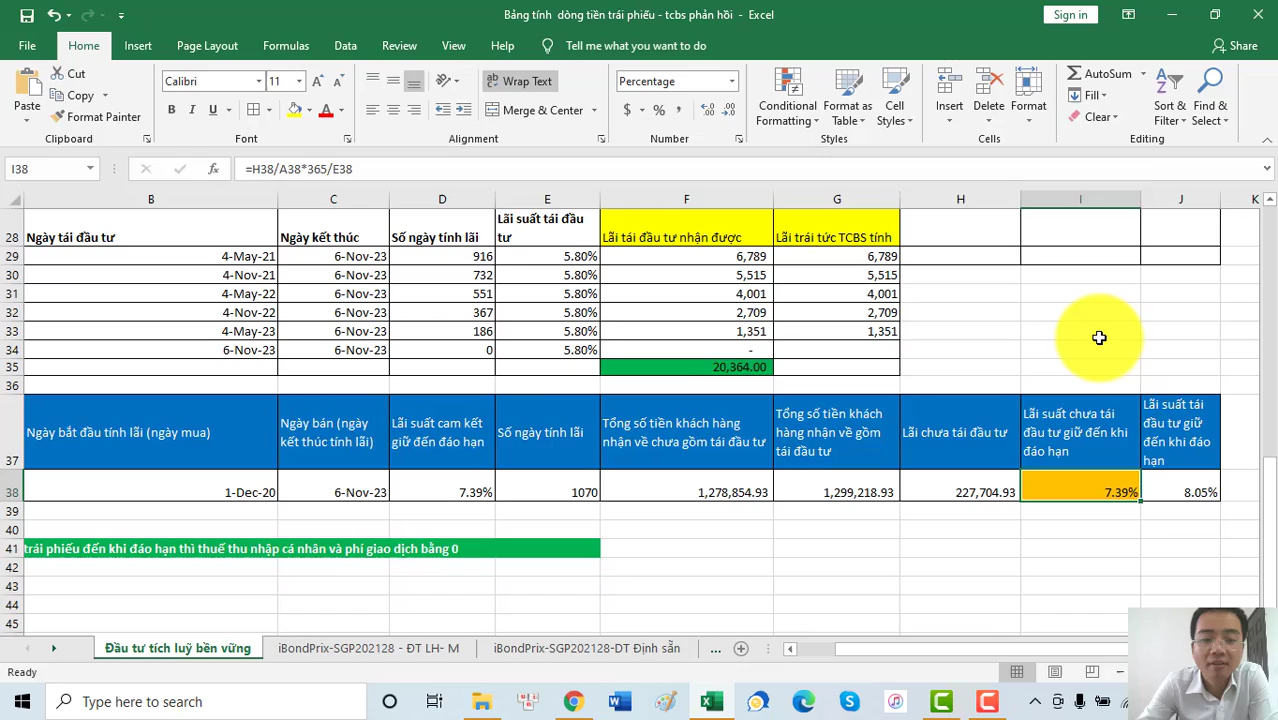 Bảng tính dòng tiền trái phiếu - tcbs phản hồi - Excel
Sign in
File Home Insert Page Layout Formulas Data Review View Help Tell me what you want to do Share
Paste
Cut
Copy
Format Painter
Clipboard
Calibri 11
B I U
Font
Wrap Text
Merge & Center
Alignment
Percentage
$ % ,
Number
Conditional Formatting
Format as Table
Cell Styles
Styles
Insert
Delete
Format
Cells
AutoSum
Fill
Clear
Sort & Filter
Find & Select
Editing
I38 =H38/A38*365/E38
B C D E F G H I J K
28 Ngày tái đầu tư Ngày kết thúc Số ngày tính lãi Lãi suất tái đầu tư Lãi tái đầu tư nhận được Lãi trái tức TCBS tính
29 4-May-21 6-Nov-23 916 5.80% 6,789 6,789
30 4-Nov-21 6-Nov-23 732 5.80% 5,515 5,515
31 4-May-22 6-Nov-23 551 5.80% 4,001 4,001
32 4-Nov-22 6-Nov-23 367 5.80% 2,709 2,709
33 4-May-23 6-Nov-23 186 5.80% 1,351 1,351
34 6-Nov-23 6-Nov-23 0 5.80% -
35 20,364.00
36
37 Ngày bắt đầu tính lãi (ngày mua) Ngày bán (ngày kết thúc tính lãi) Lãi suất cam kết giữ đến đáo hạn Số ngày tính lãi Tổng số tiền khách hàng nhận về chưa gồm tái đầu tư Tổng số tiền khách hàng nhận về gồm tái đầu tư Lãi chưa tái đầu tư Lãi suất chưa tái đầu tư giữ đến khi đáo hạn Lãi suất tái đầu tư giữ đến khi đáo hạn
38 1-Dec-20 6-Nov-23 7.39% 1070 1,278,854.93 1,299,218.93 227,704.93 7.39% 8.05%
39
40
41 trái phiếu đến khi đáo hạn thì thuế thu nhập cá nhân và phí giao dịch bằng 0
42
43
44
45
Đầu tư tích luỹ bền vững iBondPrix-SGP202128 - ĐT LH- M iBondPrix-SGP202128-DT Định sẵn ...
Ready
Type here to search